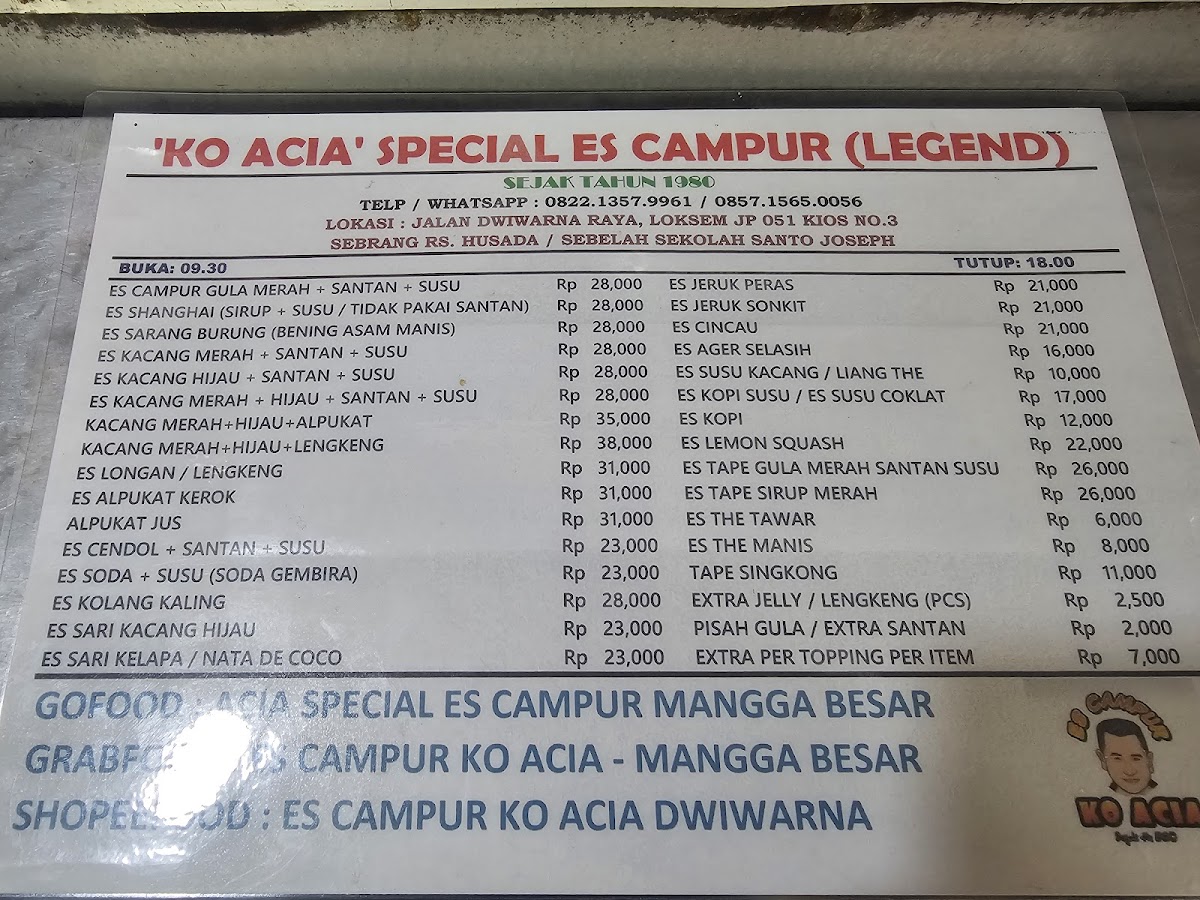 'KO ACIA' SPECIAL ES CAMPUR (LEGEND)
SEJAK TAHUN 1980
TELP / WHATSAPP : 0822.1357.9961 / 0857.1565.0056
LOKASI : JALAN DWIWARNA RAYA, LOKSEM JP 051 KIOS NO.3
SEBRANG RS. HUSADA / SEBELAH SEKOLAH SANTO JOSEPH
BUKA: 09.30 TUTUP: 18.00
ES CAMPUR GULA MERAH + SANTAN + SUSU Rp 28,000 ES JERUK PERAS Rp 21,000
ES SHANGHAI (SIRUP + SUSU / TIDAK PAKAI SANTAN) Rp 28,000 ES JERUK SONKIT Rp 21,000
ES SARANG BURUNG (BENING ASAM MANIS) Rp 28,000 ES CINCAU Rp 21,000
ES KACANG MERAH + SANTAN + SUSU Rp 28,000 ES AGER SELASIH Rp 16,000
ES KACANG HIJAU + SANTAN + SUSU Rp 28,000 ES SUSU KACANG / LIANG THE Rp 10,000
ES KACANG MERAH + HIJAU + SANTAN + SUSU Rp 28,000 ES KOPI SUSU / ES SUSU COKLAT Rp 17,000
KACANG MERAH+HIJAU+ALPUKAT Rp 35,000 ES KOPI Rp 12,000
KACANG MERAH+HIJAU+LENGKENG Rp 38,000 ES LEMON SQUASH Rp 22,000
ES LONGAN / LENGKENG Rp 31,000 ES TAPE GULA MERAH SANTAN SUSU Rp 26,000
ES ALPUKAT KEROK Rp 31,000 ES TAPE SIRUP MERAH Rp 26,000
ALPUKAT JUS Rp 31,000 ES THE TAWAR Rp 6,000
ES CENDOL + SANTAN + SUSU Rp 23,000 ES THE MANIS Rp 8,000
ES SODA + SUSU (SODA GEMBIRA) Rp 23,000 TAPE SINGKONG Rp 11,000
ES KOLANG KALING Rp 28,000 EXTRA JELLY / LENGKENG (PCS) Rp 2,500
ES SARI KACANG HIJAU Rp 23,000 PISAH GULA / EXTRA SANTAN Rp 2,000
ES SARI KELAPA / NATA DE COCO Rp 23,000 EXTRA PER TOPPING PER ITEM Rp 7,000
GOFOOD : ACIA SPECIAL ES CAMPUR MANGGA BESAR
ES CAMPUR KO ACIA - MANGGA BESAR
SHOPEEFOOD : ES CAMPUR KO ACIA DWIWARNA
ES CAMPUR
KO ACIA